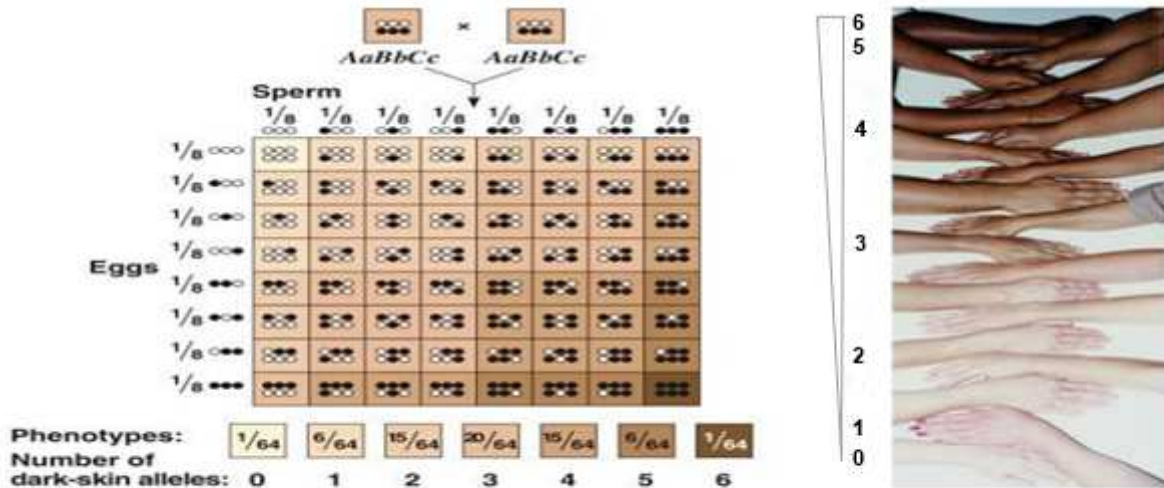 ×
AaBbCc AaBbCc
Sperm
1/8 1/8 1/8 1/8 1/8 1/8 1/8 1/8
1/8
1/8
1/8
1/8
Eggs
1/8
1/8
1/8
1/8
Phenotypes: 1/64 6/64 15/64 20/64 15/64 6/64 1/64
Number of
dark-skin alleles: 0 1 2 3 4 5 6
6
5
4
3
2
1
0